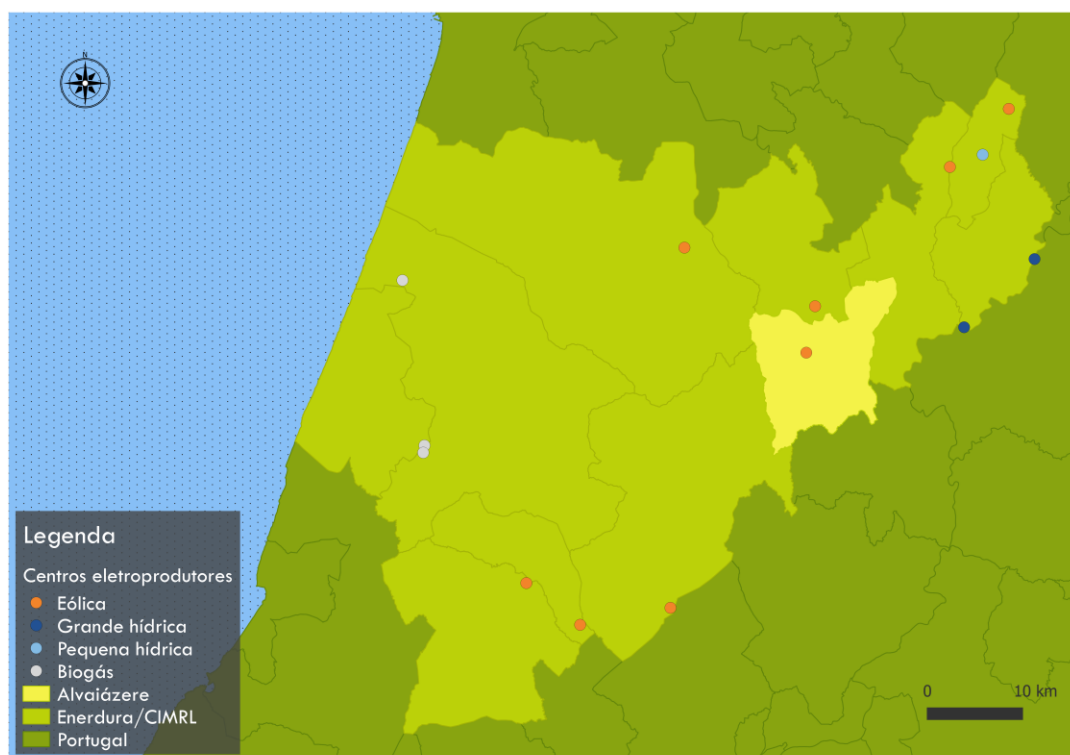 N
Legenda
Centros eletroprodutores
Eólica
Grande hídrica
Pequena hídrica
Biogás
Alvaiázere
Enerdura/CIMRL
Portugal
0 10 km